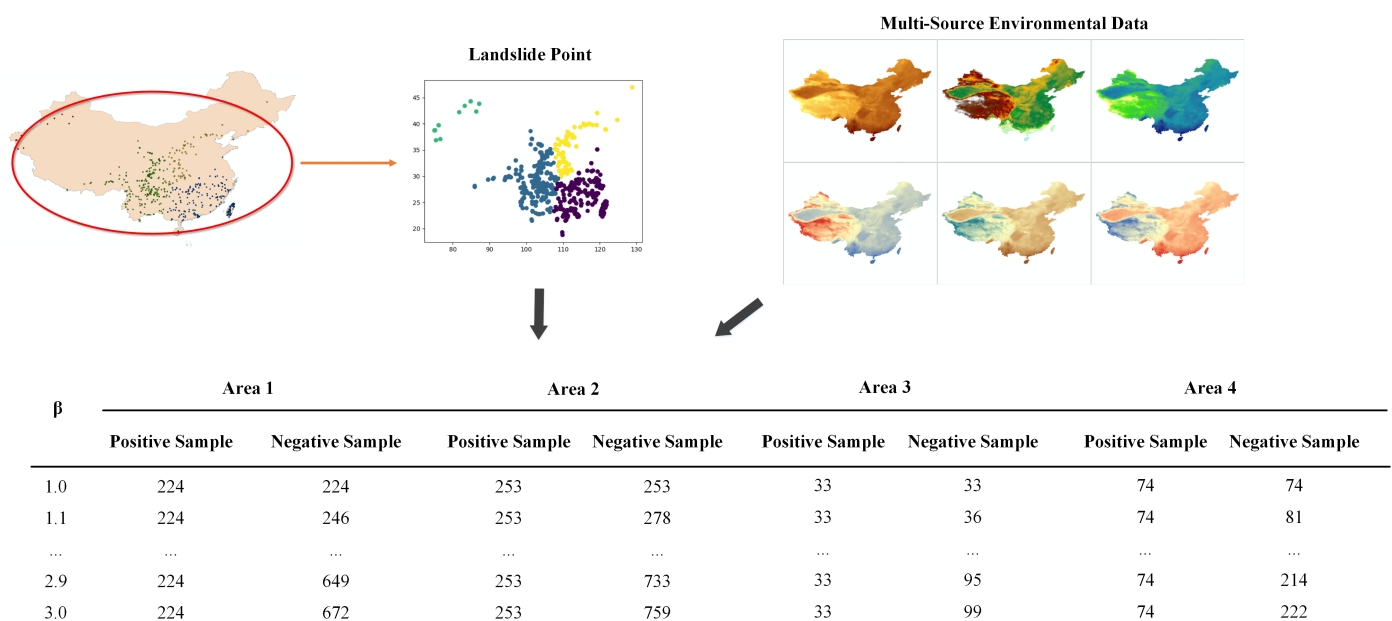 Multi-Source Environmental Data
Landslide Point
45
40
35
30
25
20
80 90 100 110 120 130
Area 1 Area 2 Area 3 Area 4
β
Positive Sample Negative Sample Positive Sample Negative Sample Positive Sample Negative Sample Positive Sample Negative Sample
1.0 224 224 253 253 33 33 74 74
1.1 224 246 253 278 33 36 74 81
... ... ... ... ... ... ... ... ...
2.9 224 649 253 733 33 95 74 214
3.0 224 672 253 759 33 99 74 222